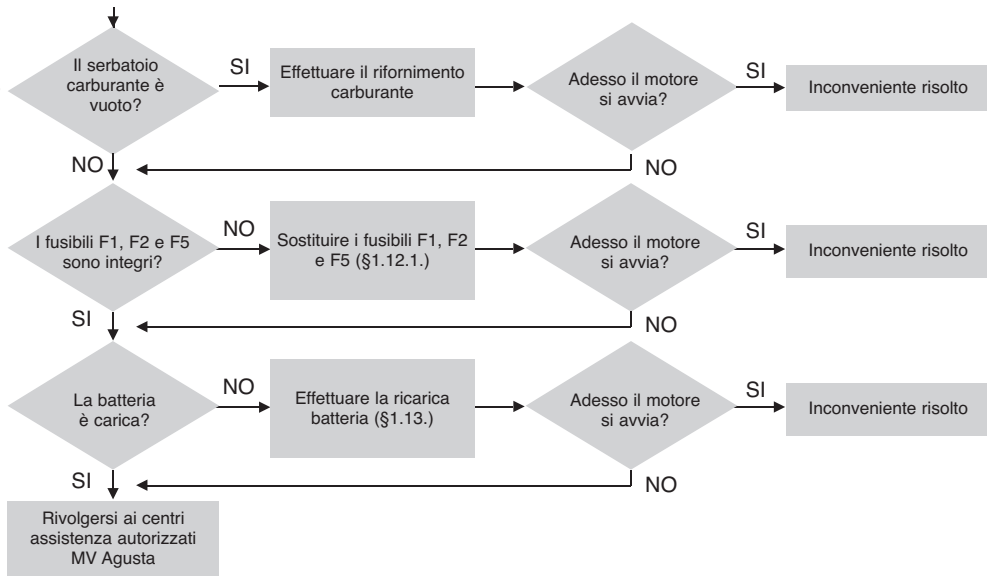 Il serbatoio
carburante è
vuoto?
SI
Effettuare il rifornimento
carburante
Adesso il motore
si avvia?
SI
Inconveniente risolto
NO
NO
I fusibili F1, F2 e F5
sono integri?
NO
Sostituire i fusibili F1, F2
e F5 (§1.12.1.)
Adesso il motore
si avvia?
SI
Inconveniente risolto
SI
NO
La batteria
è carica?
NO
Effettuare la ricarica
batteria (§1.13.)
Adesso il motore
si avvia?
SI
Inconveniente risolto
SI
NO
Rivolgersi ai centri
assistenza autorizzati
MV Agusta